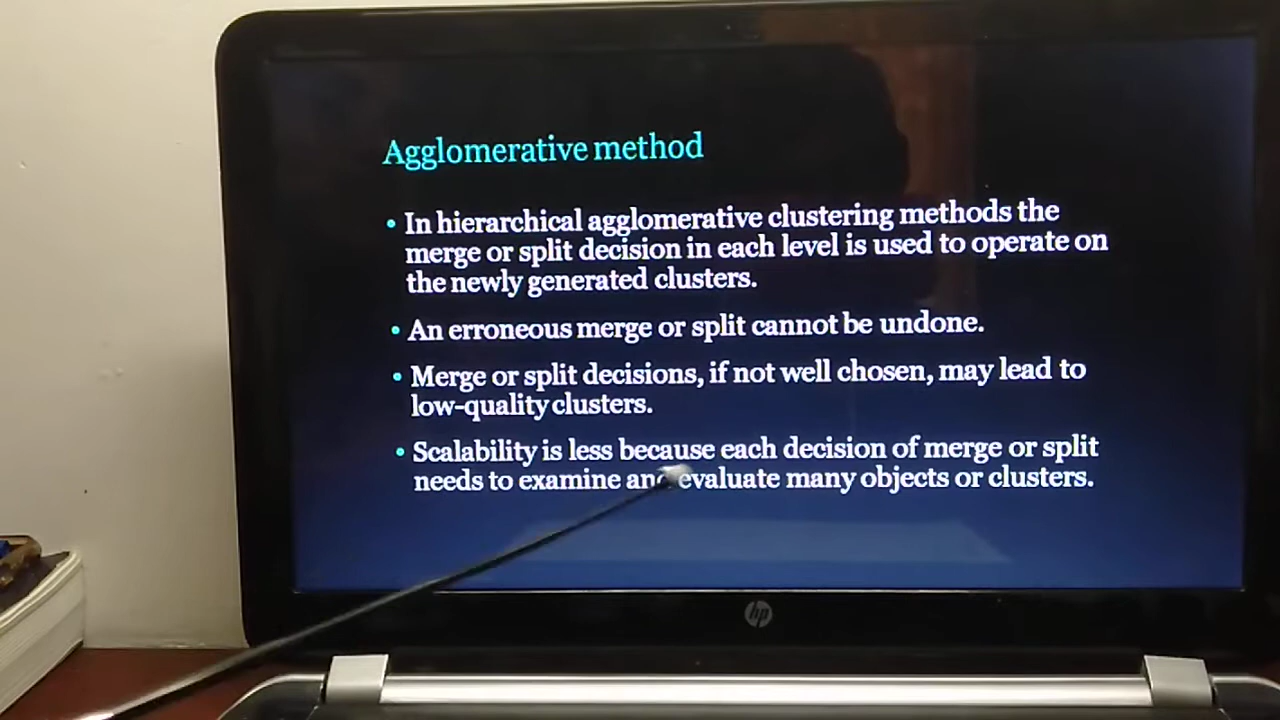 Agglomerative method
• In hierarchical agglomerative clustering methods the
merge or split decision in each level is used to operate on
the newly generated clusters.
• An erroneous merge or split cannot be undone.
• Merge or split decisions, if not well chosen, may lead to
low-quality clusters.
• Scalability is less because each decision of merge or split
needs to examine and evaluate many objects or clusters.
hp